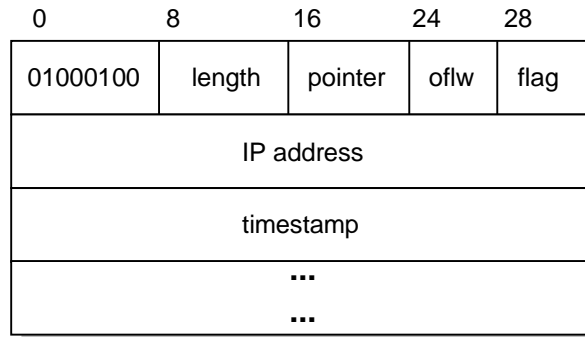 0 8 16 24 28
01000100 length pointer oflw flag
IP address
timestamp
...
...